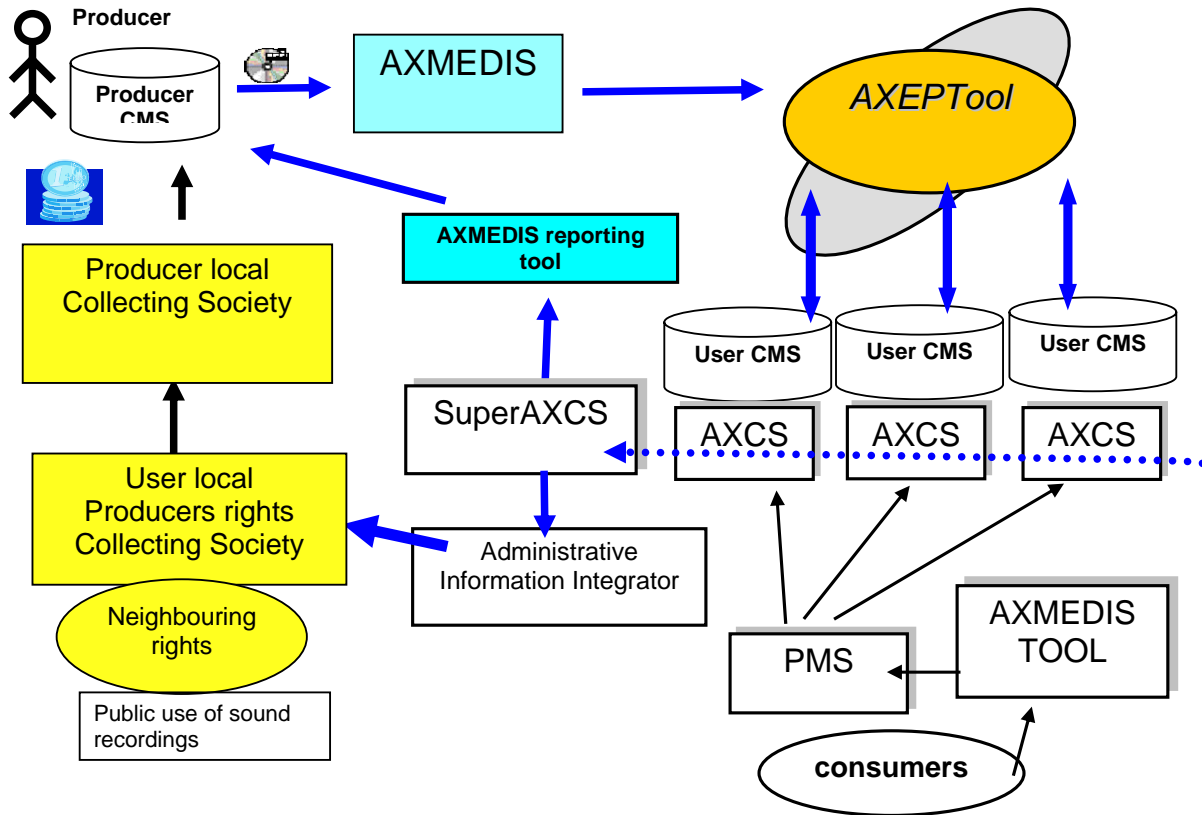 Producer
Producer
CMS
AXMEDIS
AXEPTool
AXMEDIS reporting
tool
Producer local
Collecting Society
User CMS
User CMS
User CMS
SuperAXCS
AXCS
AXCS
AXCS
User local
Producers rights
Collecting Society
Administrative
Information Integrator
Neighbouring
rights
PMS
AXMEDIS
TOOL
Public use of sound
recordings
consumers